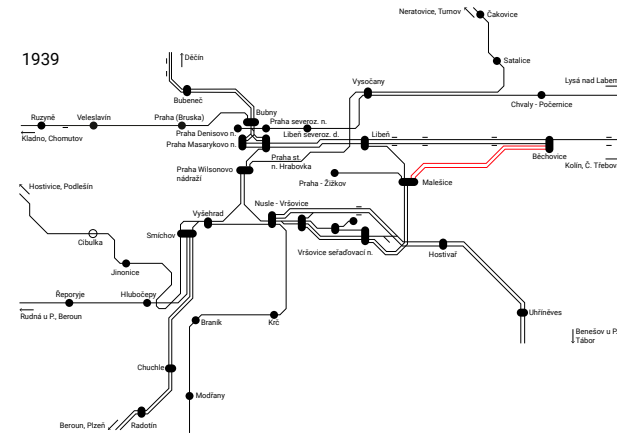 Neratovice, Turnov
Čakovice
1939
Děčín
Satalice
Vysočany
Lysá nad Labem
Bubeneč
Chvaly - Počernice
Ruzyně
Veleslavín
Praha (Bruska)
Bubny
Praha severoz. n.
Praha Denisovo n.
Libeň severoz. d.
Libeň
Kladno, Chomutov
Praha Masarykovo n.
Běchovice
Praha st.
n. Hrabovka
Kolín, Č. Třebov
Praha Wilsonovo
nádraží
Praha - Žižkov
Malešice
Hostivice, Podlešín
Nusle - Vršovice
Vyšehrad
Smíchov
Cibulka
Vršovice seřaďovací n.
Hostivař
Jinonice
Řeporyje
Hlubočepy
Rudná u P., Beroun
Braník
Krč
Uhříněves
Benešov u P.
Tábor
Chuchle
Modřany
Beroun, Plzeň
Radotín